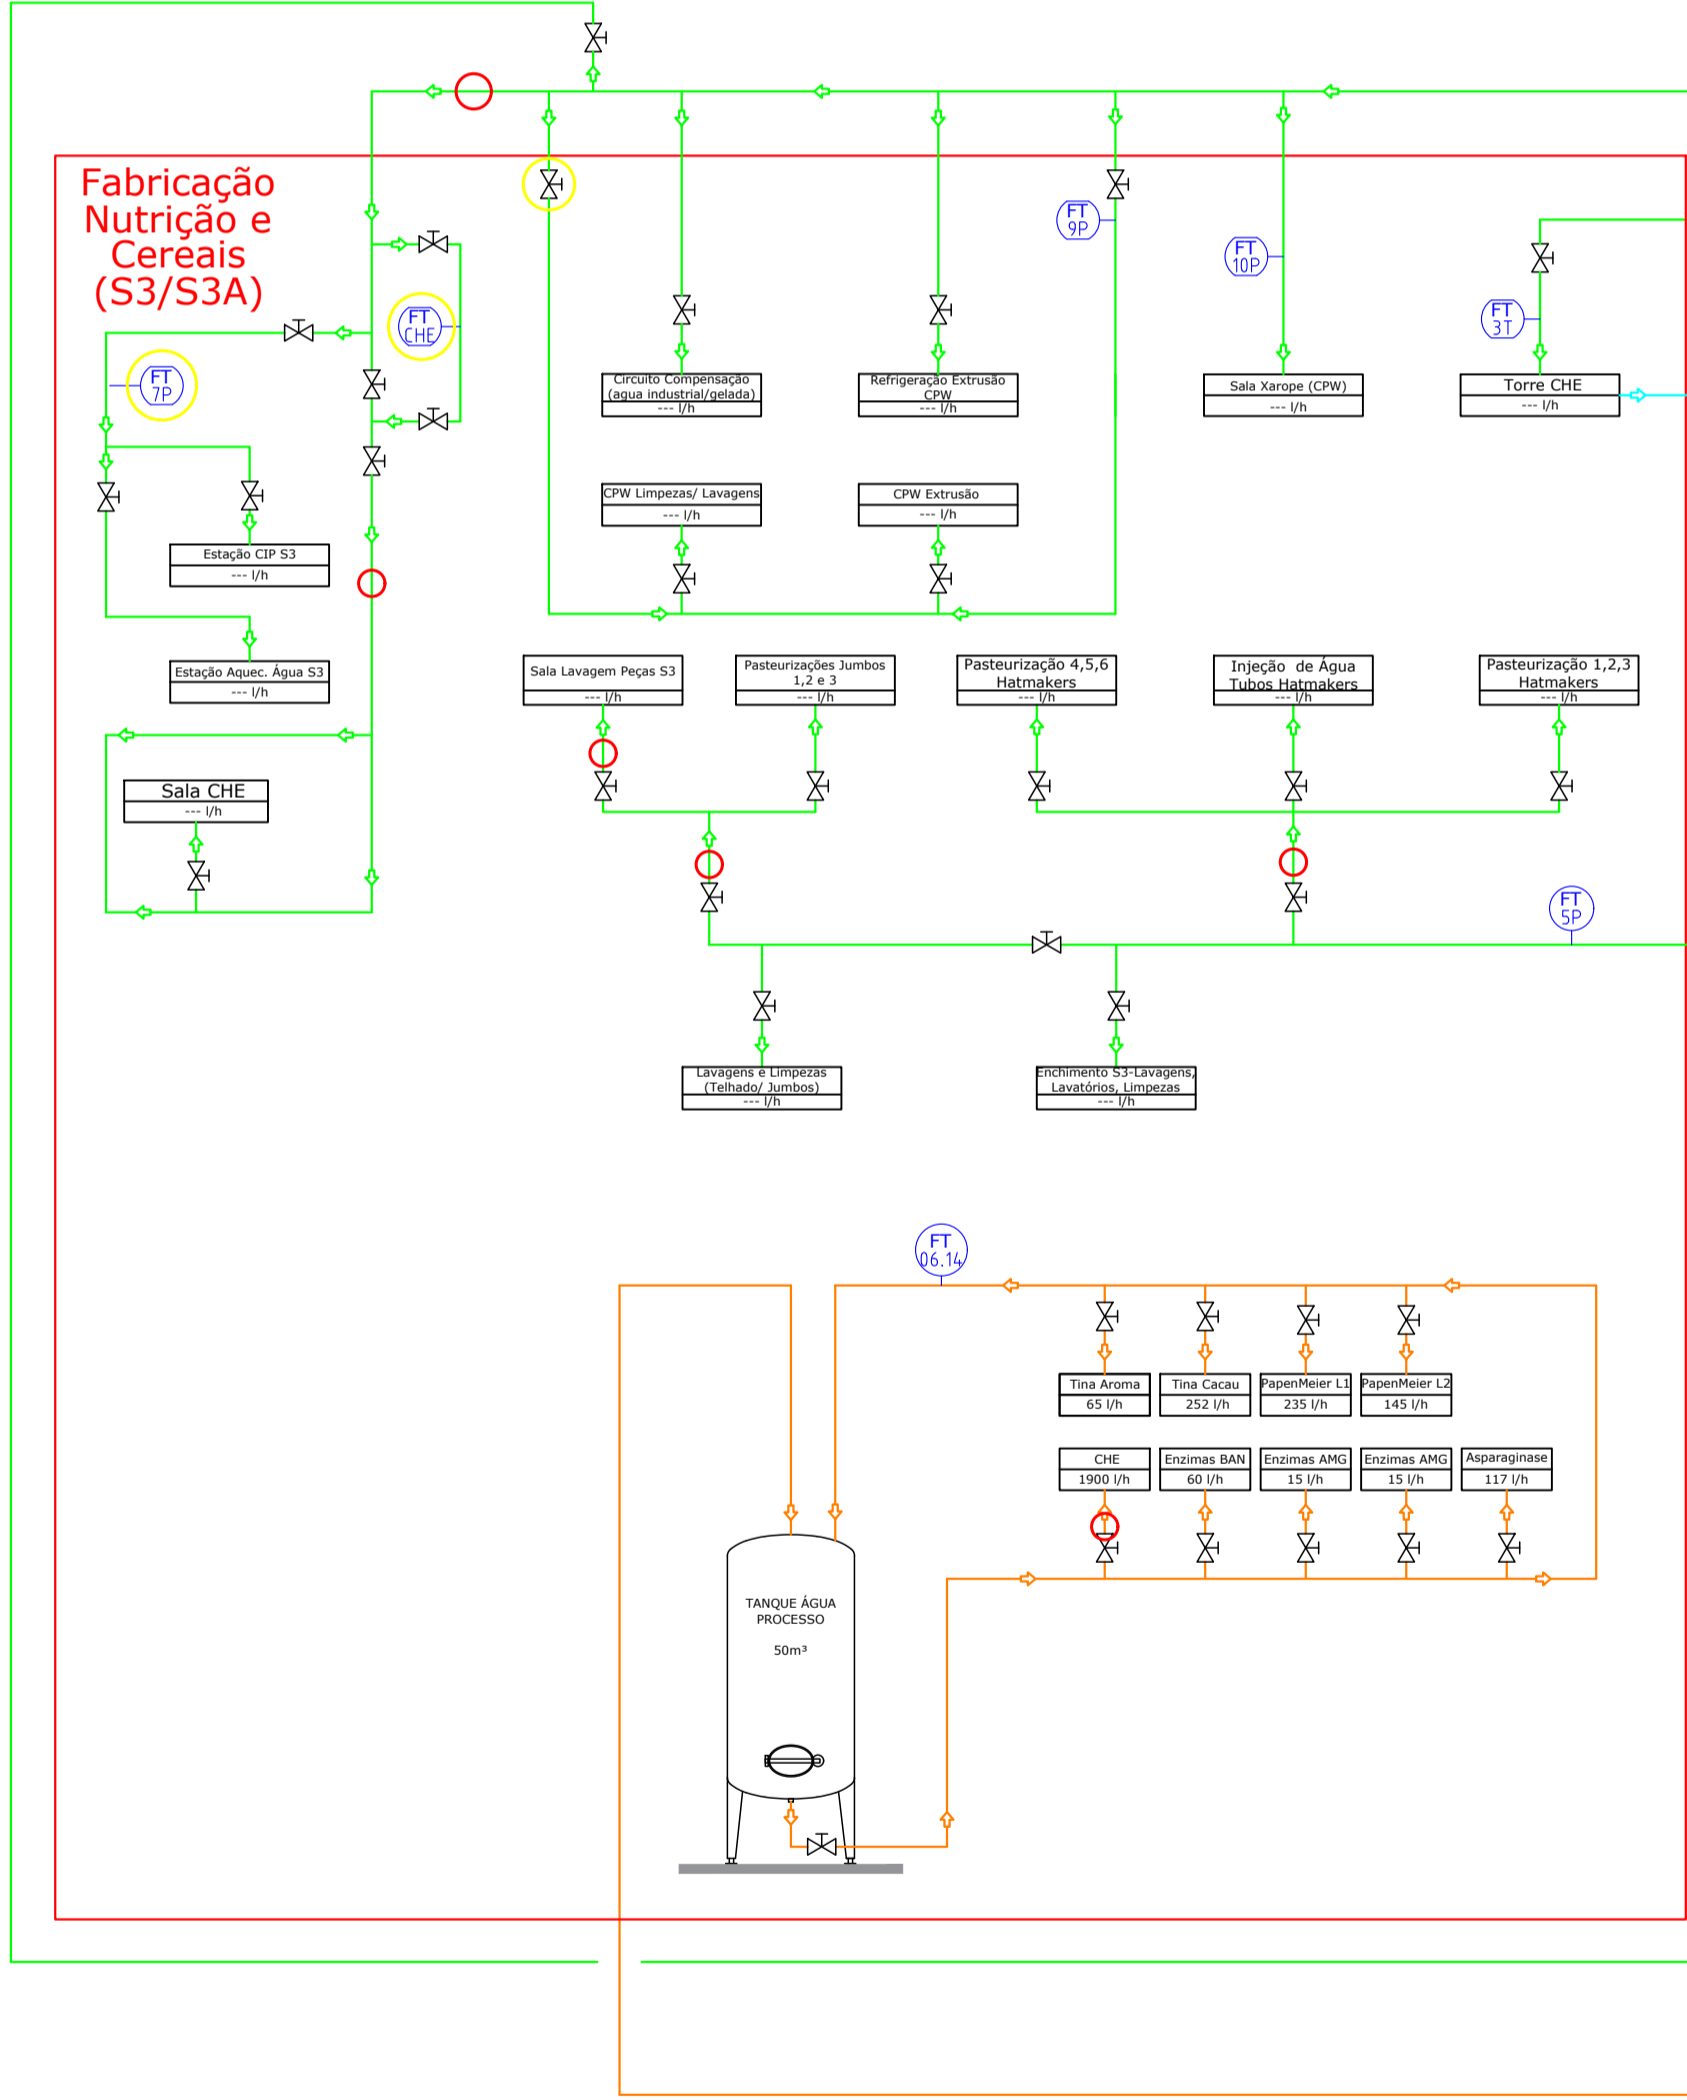 Fabricação
Nutrição e
Cereais
(S3/S3A)
FT
9P
FT
10P
FT
3T
FT
CHE
FT
7P
Circuito Compensação
(agua industrial/gelada)
--- l/h
Refrigeração Extrusão
CPW
--- l/h
Sala Xarope (CPW)
--- l/h
Torre CHE
--- l/h
CPW Limpezas/ Lavagens
--- l/h
CPW Extrusão
--- l/h
Estação CIP S3
--- l/h
Estação Aquec. Água S3
--- l/h
Sala Lavagem Peças S3
--- l/h
Pasteurizações Jumbos
1,2 e 3
--- l/h
Pasteurização 4,5,6
Hatmakers
--- l/h
Injeção de Água
Tubos Hatmakers
--- l/h
Pasteurização 1,2,3
Hatmakers
--- l/h
Sala CHE
--- l/h
FT
5P
Lavagens e Limpezas
(Telhado/ Jumbos)
--- l/h
Enchimento S3-Lavagens,
Lavatórios, Limpezas
--- l/h
FT
06.14
Tina Aroma
65 l/h
Tina Cacau
252 l/h
PapenMeier L1
235 l/h
PapenMeier L2
145 l/h
CHE
1900 l/h
Enzimas BAN
60 l/h
Enzimas AMG
15 l/h
Enzimas AMG
15 l/h
Asparaginase
117 l/h
TANQUE ÁGUA
PROCESSO
50m³